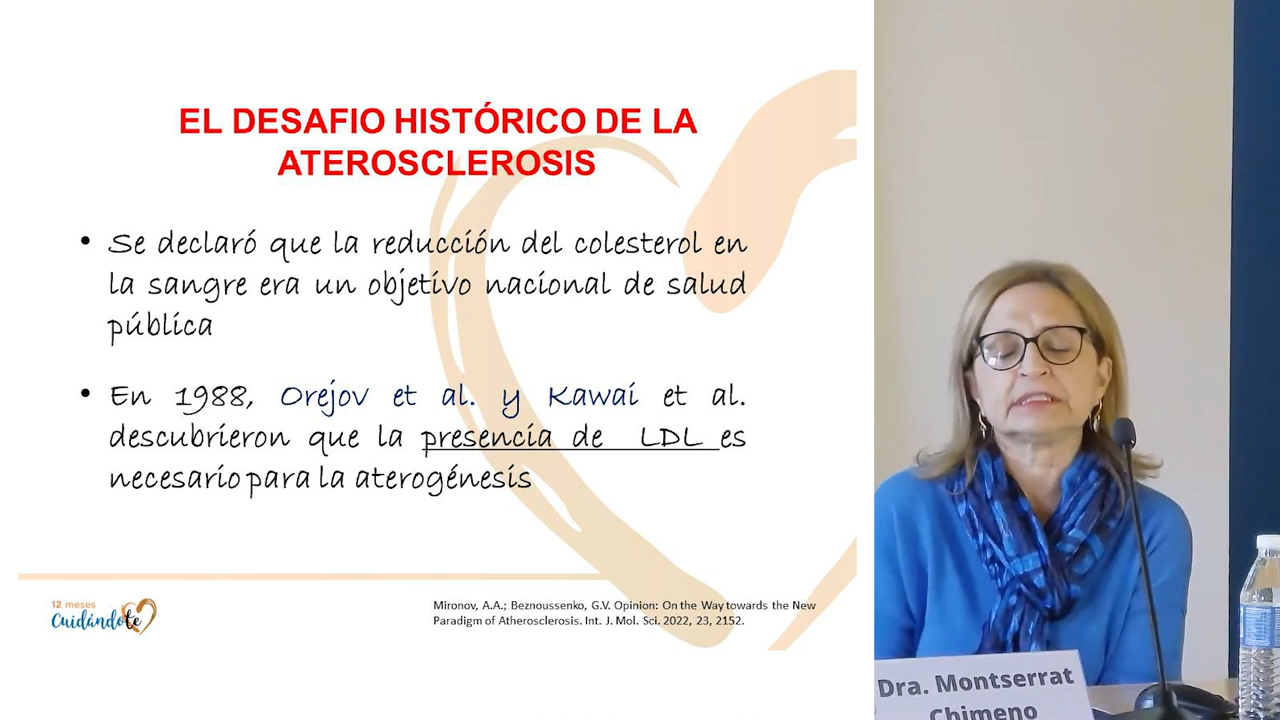 EL DESAFIO HISTÓRICO DE LA
ATEROSCLEROSIS
• Se declaró que la reducción del colesterol en
la sangre era un objetivo nacional de salud
pública
• En 1988, Orejov et al. y Kawai et al.
descubrieron que la presencia de LDL es
necesario para la aterogénesis
12 meses
Cuidándote
Mironov, A.A.; Beznoussenko, G.V. Opinion: On the Way towards the New
Paradigm of Atherosclerosis. Int. J. Mol. Sci. 2022, 23, 2152.
Dra. Montserrat
Chimeno